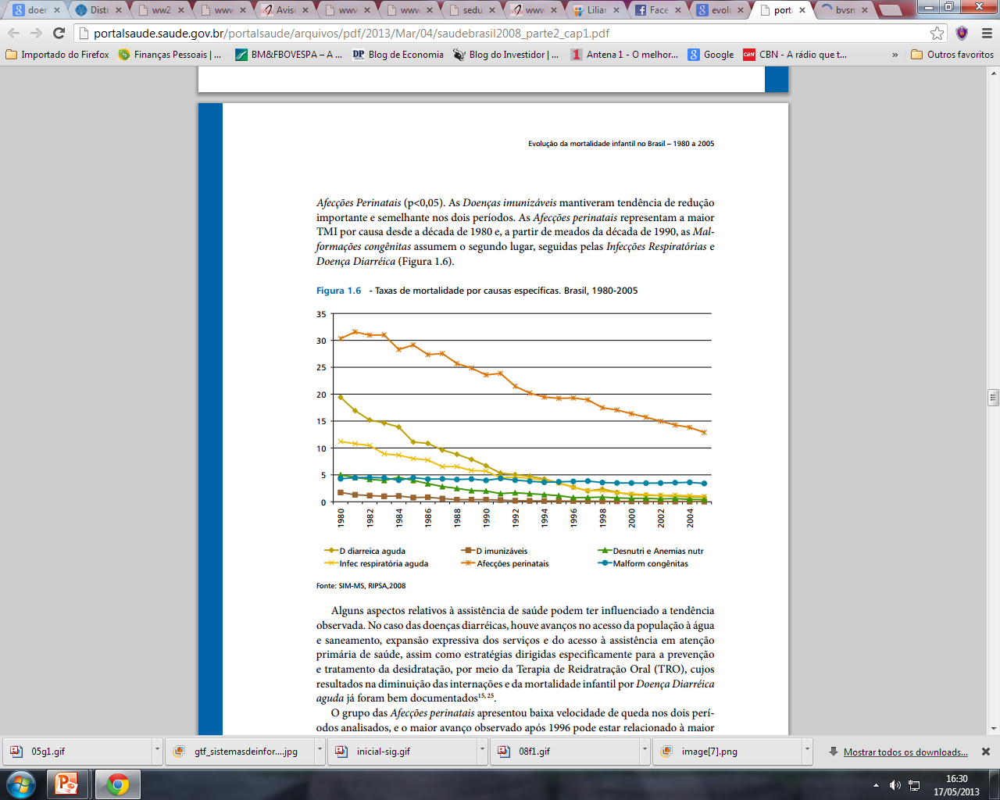 doer
Distr
ww2
www
Aviso
www
www
sedu
www
Lilian
Face
evolu
port
bvsn
portalsaude.saude.gov.br/portalsaude/arquivos/pdf/2013/Mar/04/saudebrasil2008_parte2_cap1.pdf
Importado do Firefox
Finanças Pessoais | ...
BM&FBOVESPA – A ...
DP Blog de Economia
Blog do Investidor | ...
1 Antena 1 - O melhor...
Google
CBN CBN - A rádio que t...
» Outros favoritos
Evolução da mortalidade infantil no Brasil – 1980 a 2005
Afecções Perinatais (p<0,05). As Doenças imunizáveis mantiveram tendência de redução
importante e semelhante nos dois períodos. As Afecções perinatais representam a maior
TMI por causa desde a década de 1980 e, a partir de meados da década de 1990, as Mal-
formações congênitas assumem o segundo lugar, seguidas pelas Infecções Respiratórias e
Doença Diarréica (Figura 1.6).
Figura 1.6 - Taxas de mortalidade por causas específicas. Brasil, 1980-2005
35
30
25
20
15
10
5
0
1980 1982 1984 1986 1988 1990 1992 1994 1996 1998 2000 2002 2004
D diarreica aguda D imunizáveis Desnutri e Anemias nutr
Infec respiratória aguda Afecções perinatais Malform congênitas
Fonte: SIM-MS, RIPSA,2008
Alguns aspectos relativos à assistência de saúde podem ter influenciado a tendência
observada. No caso das doenças diarréicas, houve avanços no acesso da população à água
e saneamento, expansão expressiva dos serviços e do acesso à assistência em atenção
primária de saúde, assim como estratégias dirigidas especificamente para a prevenção
e tratamento da desidratação, por meio da Terapia de Reidratração Oral (TRO), cujos
resultados na diminuição das internações e da mortalidade infantil por Doença Diarréica
aguda já foram bem documentados15, 25.
O grupo das Afecções perinatais apresentou baixa velocidade de queda nos dois perí-
odos analisados, e o maior avanço observado após 1996 pode estar relacionado à maior
05g1.gif
gtf_sistemasdeinfor....jpg
inicial-sig.gif
08f1.gif
image[7].png
Mostrar todos os downloads...
16:30
17/05/2013